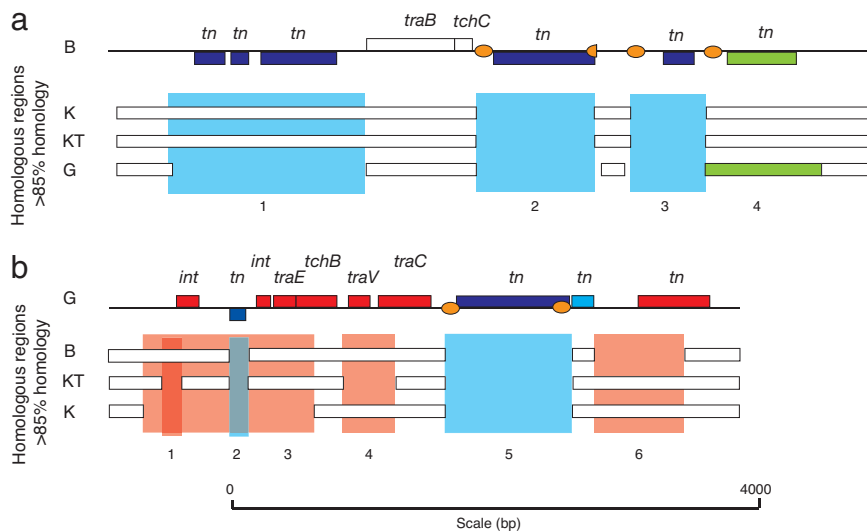 a
traB tchC
tn tn tn tn tn tn
B
Homologous regions
>85% homology
K
KT
G
1 2 3 4
b
int tn int traE tchB traV traC tn tn tn
G
Homologous regions
>85% homology
B
KT
K
1 2 3 4 5 6
0 4000
Scale (bp)